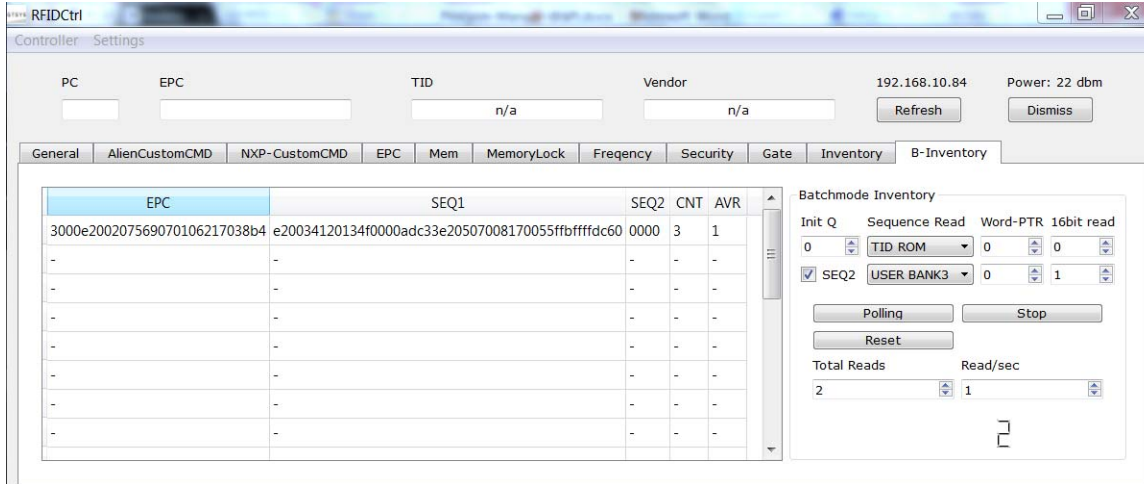 RFIDCtrl
Controller Settings
PC EPC TID Vendor 192.168.10.84 Power: 22 dbm
n/a n/a Refresh Dismiss
General AlienCustomCMD NXP-CustomCMD EPC Mem MemoryLock Freqency Security Gate Inventory B-Inventory
EPC SEQ1 SEQ2 CNT AVR
3000e200207569070106217038b4 e20034120134f0000adc33e20507008170055ffbffffdc60 0000 3 1
- - - - -
- - - - -
- - - - -
- - - - -
- - - - -
- - - - -
- - - - -
Batchmode Inventory
Init Q Sequence Read Word-PTR 16bit read
0 TID ROM 0 0
SEQ2 USER BANK3 0 1
Polling Stop
Reset
Total Reads Read/sec
2 1
2